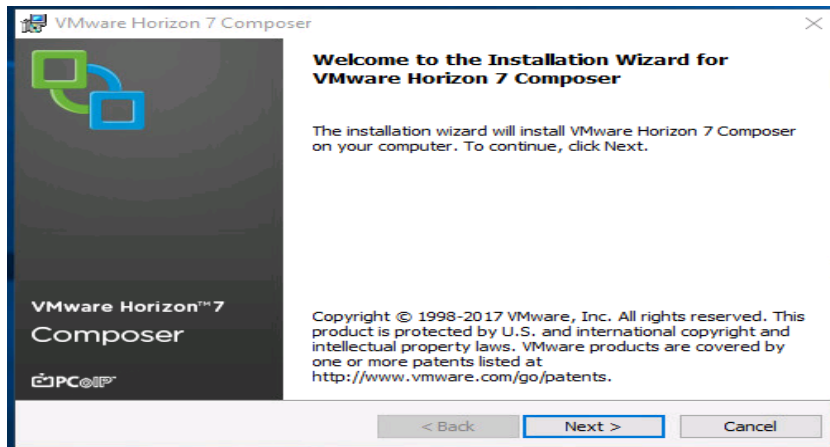 VMware Horizon 7 Composer
Welcome to the Installation Wizard for
VMware Horizon 7 Composer
The installation wizard will install VMware Horizon 7 Composer
on your computer. To continue, click Next.
VMware Horizon™ 7
Composer
PCoIP™
Copyright © 1998-2017 VMware, Inc. All rights reserved. This
product is protected by U.S. and international copyright and
intellectual property laws. VMware products are covered by
one or more patents listed at
http://www.vmware.com/go/patents.
< Back
Next >
Cancel